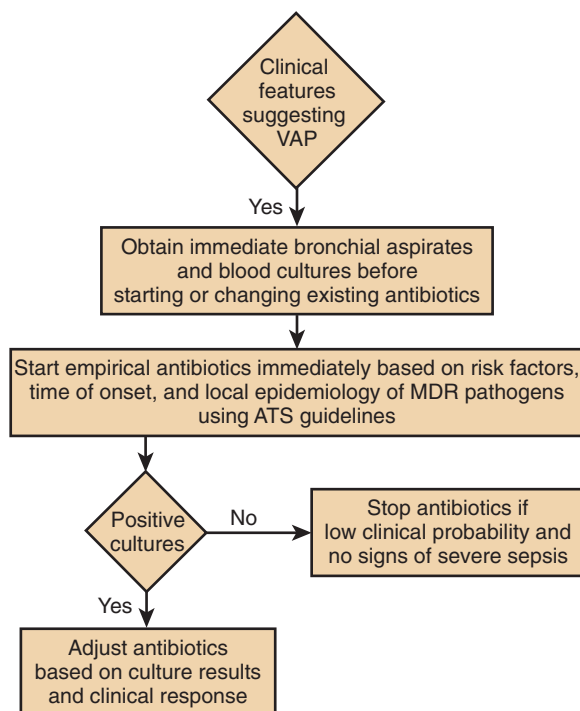 Clinical
features
suggesting
VAP
Yes
Obtain immediate bronchial aspirates
and blood cultures before
starting or changing existing antibiotics
Start empirical antibiotics immediately based on risk factors,
time of onset, and local epidemiology of MDR pathogens
using ATS guidelines
Positive
cultures
No
Stop antibiotics if
low clinical probability and
no signs of severe sepsis
Yes
Adjust antibiotics
based on culture results
and clinical response